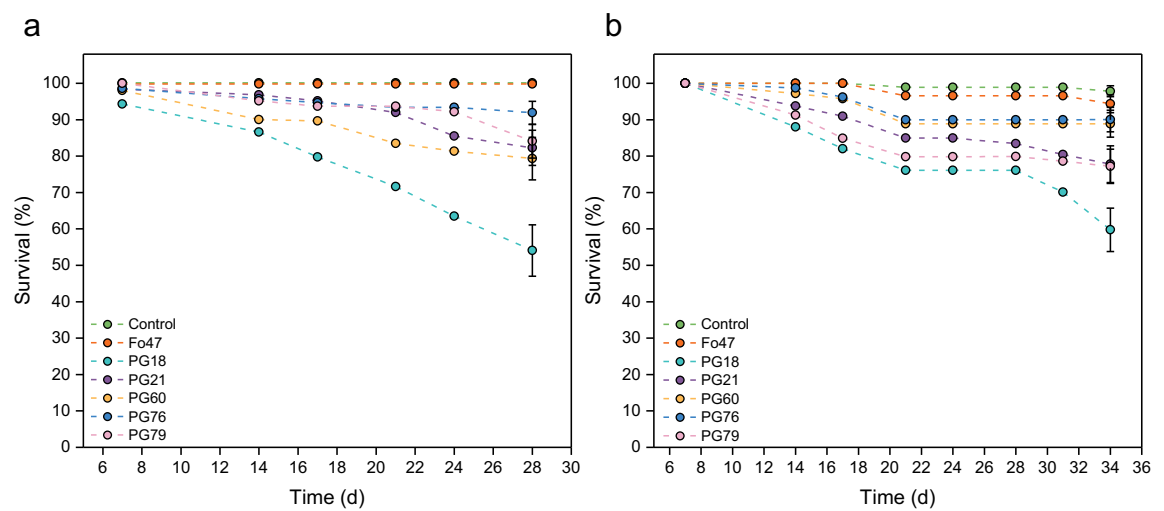 a
Survival (%)
100
90
80
70
60
50
40
30
20
10
0
Control
Fo47
PG18
PG21
PG60
PG76
PG79
6 8 10 12 14 16 18 20 22 24 26 28 30
Time (d)
b
Survival (%)
100
90
80
70
60
50
40
30
20
10
0
Control
Fo47
PG18
PG21
PG60
PG76
PG79
6 8 10 12 14 16 18 20 22 24 26 28 30 32 34 36
Time (d)